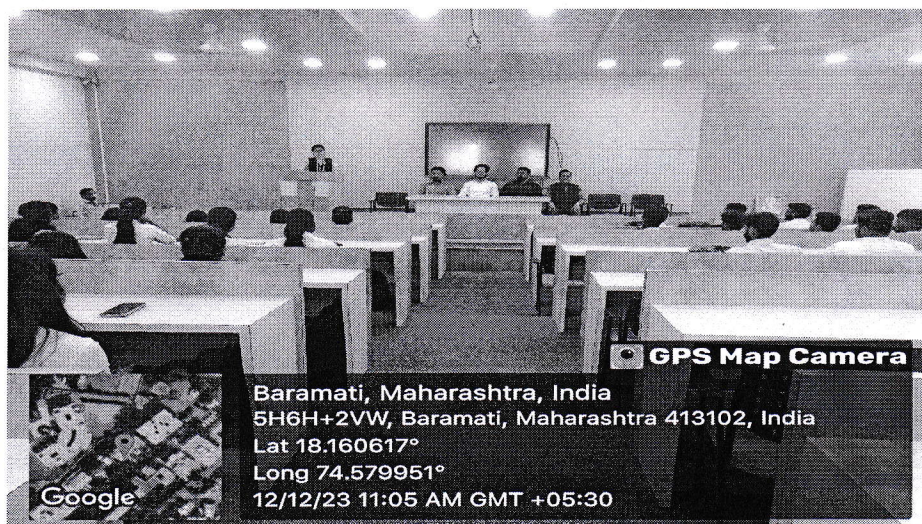 GPS Map Camera
Baramati, Maharashtra, India
5H6H+2VW, Baramati, Maharashtra 413102, India
Lat 18.160617°
Long 74.579951°
12/12/23 11:05 AM GMT +05:30
Google